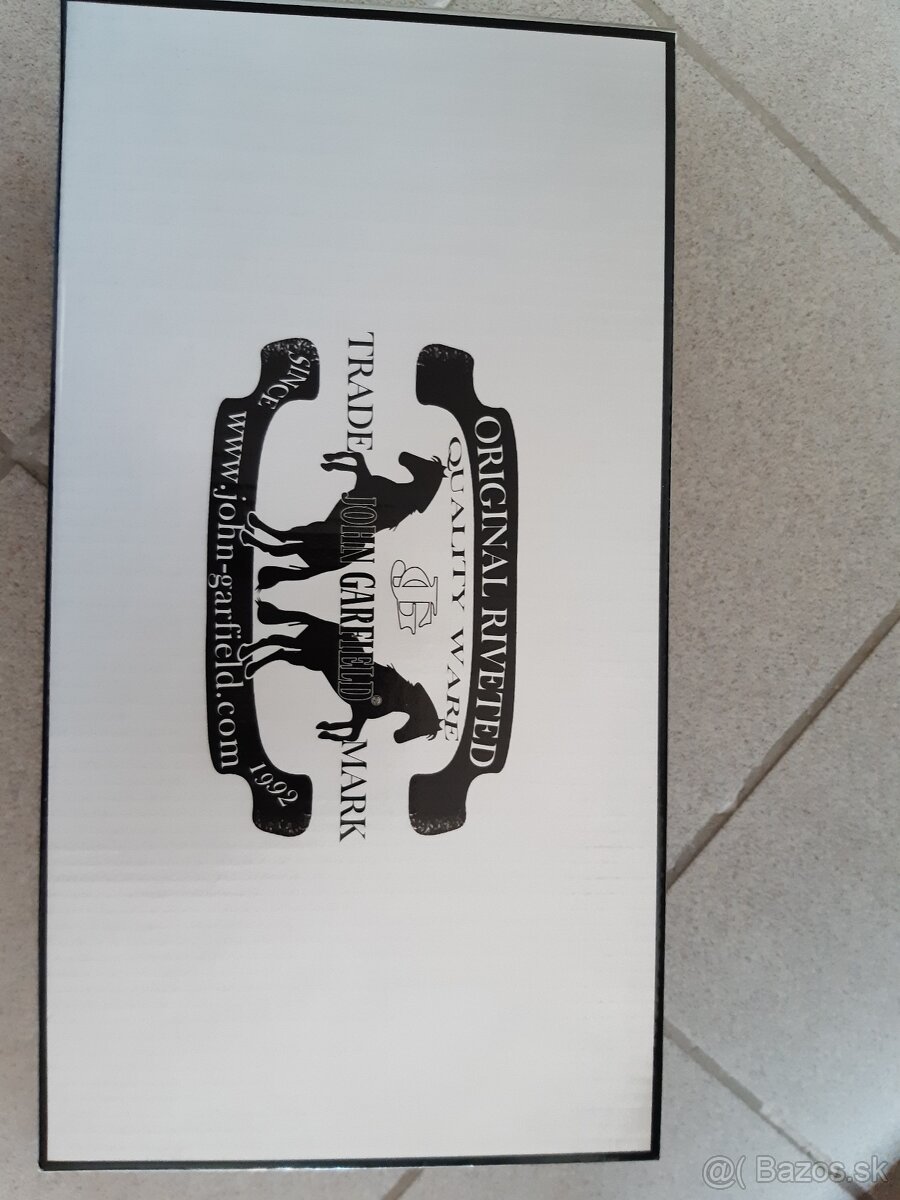 ORIGINAL RIVETED
QUALITY WARE
JG
TRADE MARK
JOHN GARFIELD®
SINCE 1992
www.john-garfield.com
@( Bazos.sk